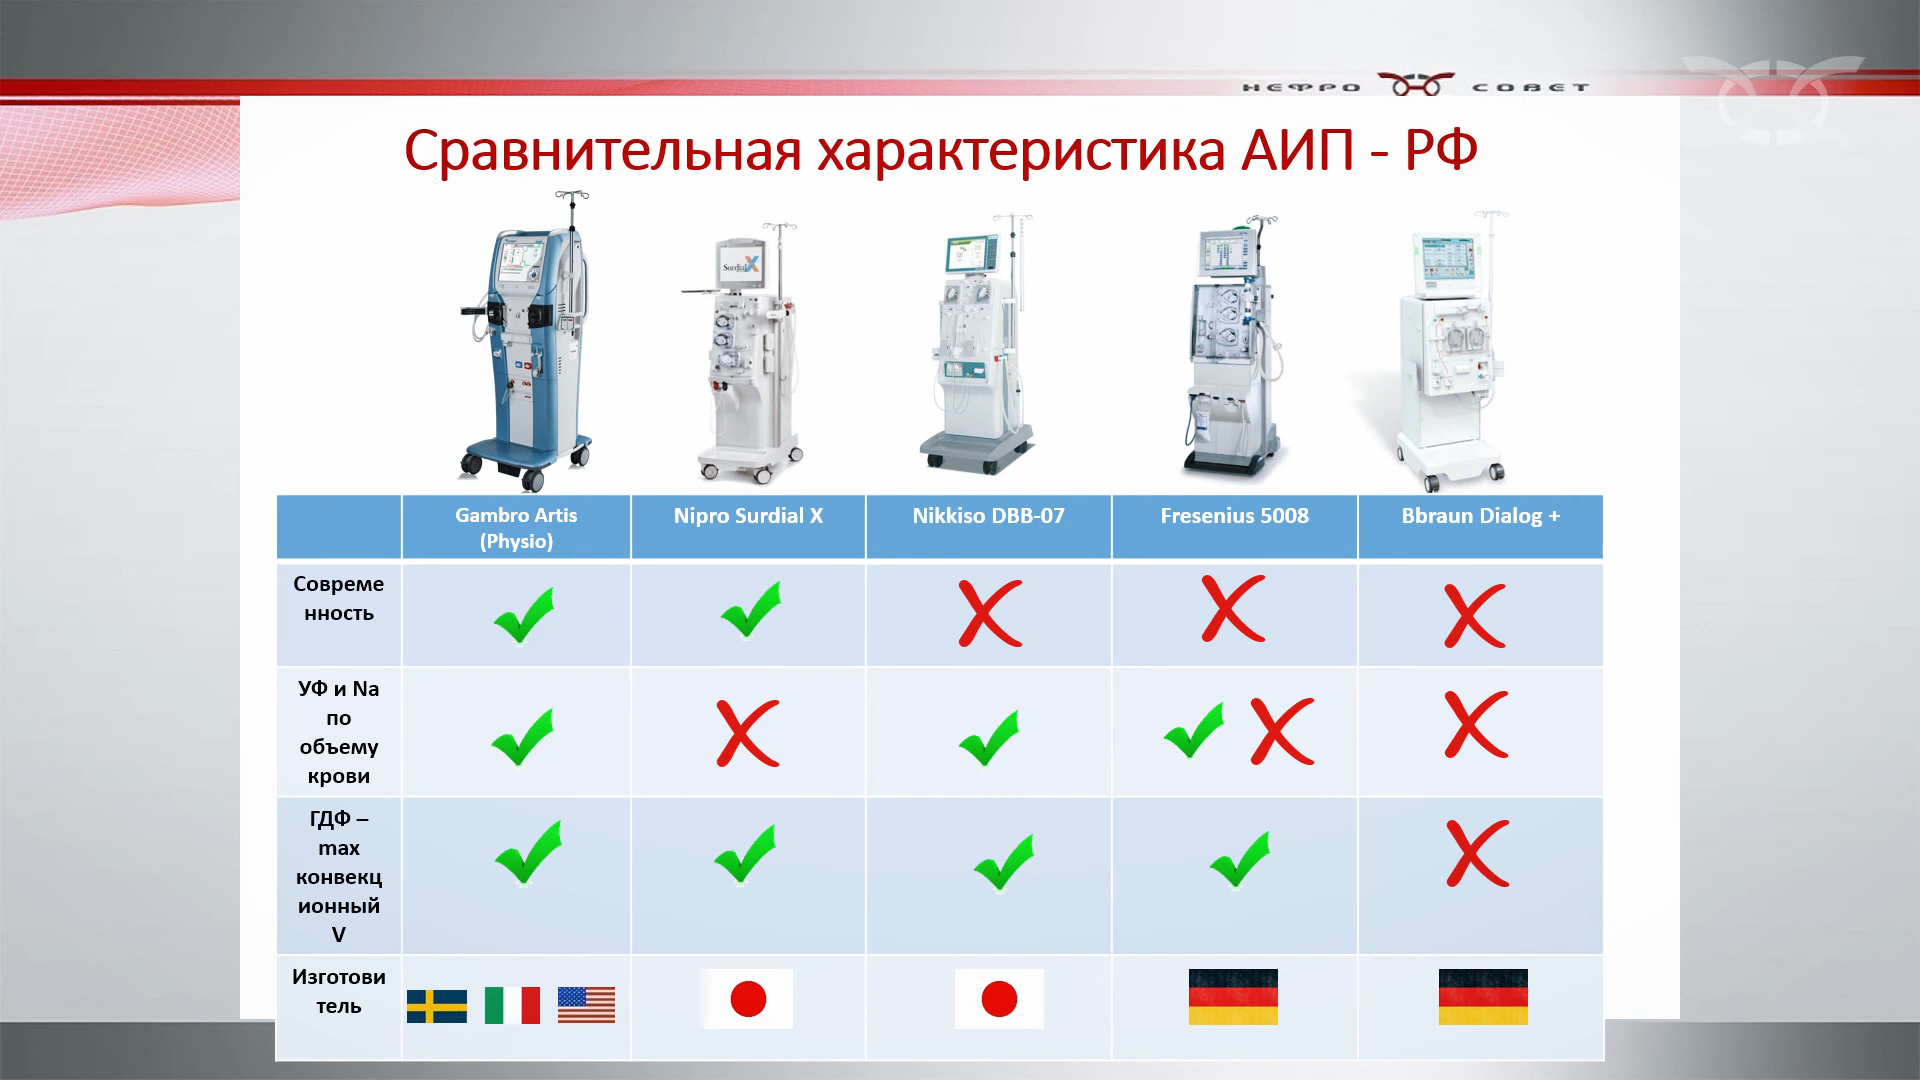 НЕФРО СОВЕТ
Сравнительная характеристика АИП - РФ
Surdial X
Gambro Artis
(Physio)
Nipro Surdial X
Nikkiso DBB-07
Fresenius 5008
Bbraun Dialog +
Совреме
нность
УФ и Na
по
объему
крови
ГДФ –
max
конвекц
ионный
V
Изготови
тель